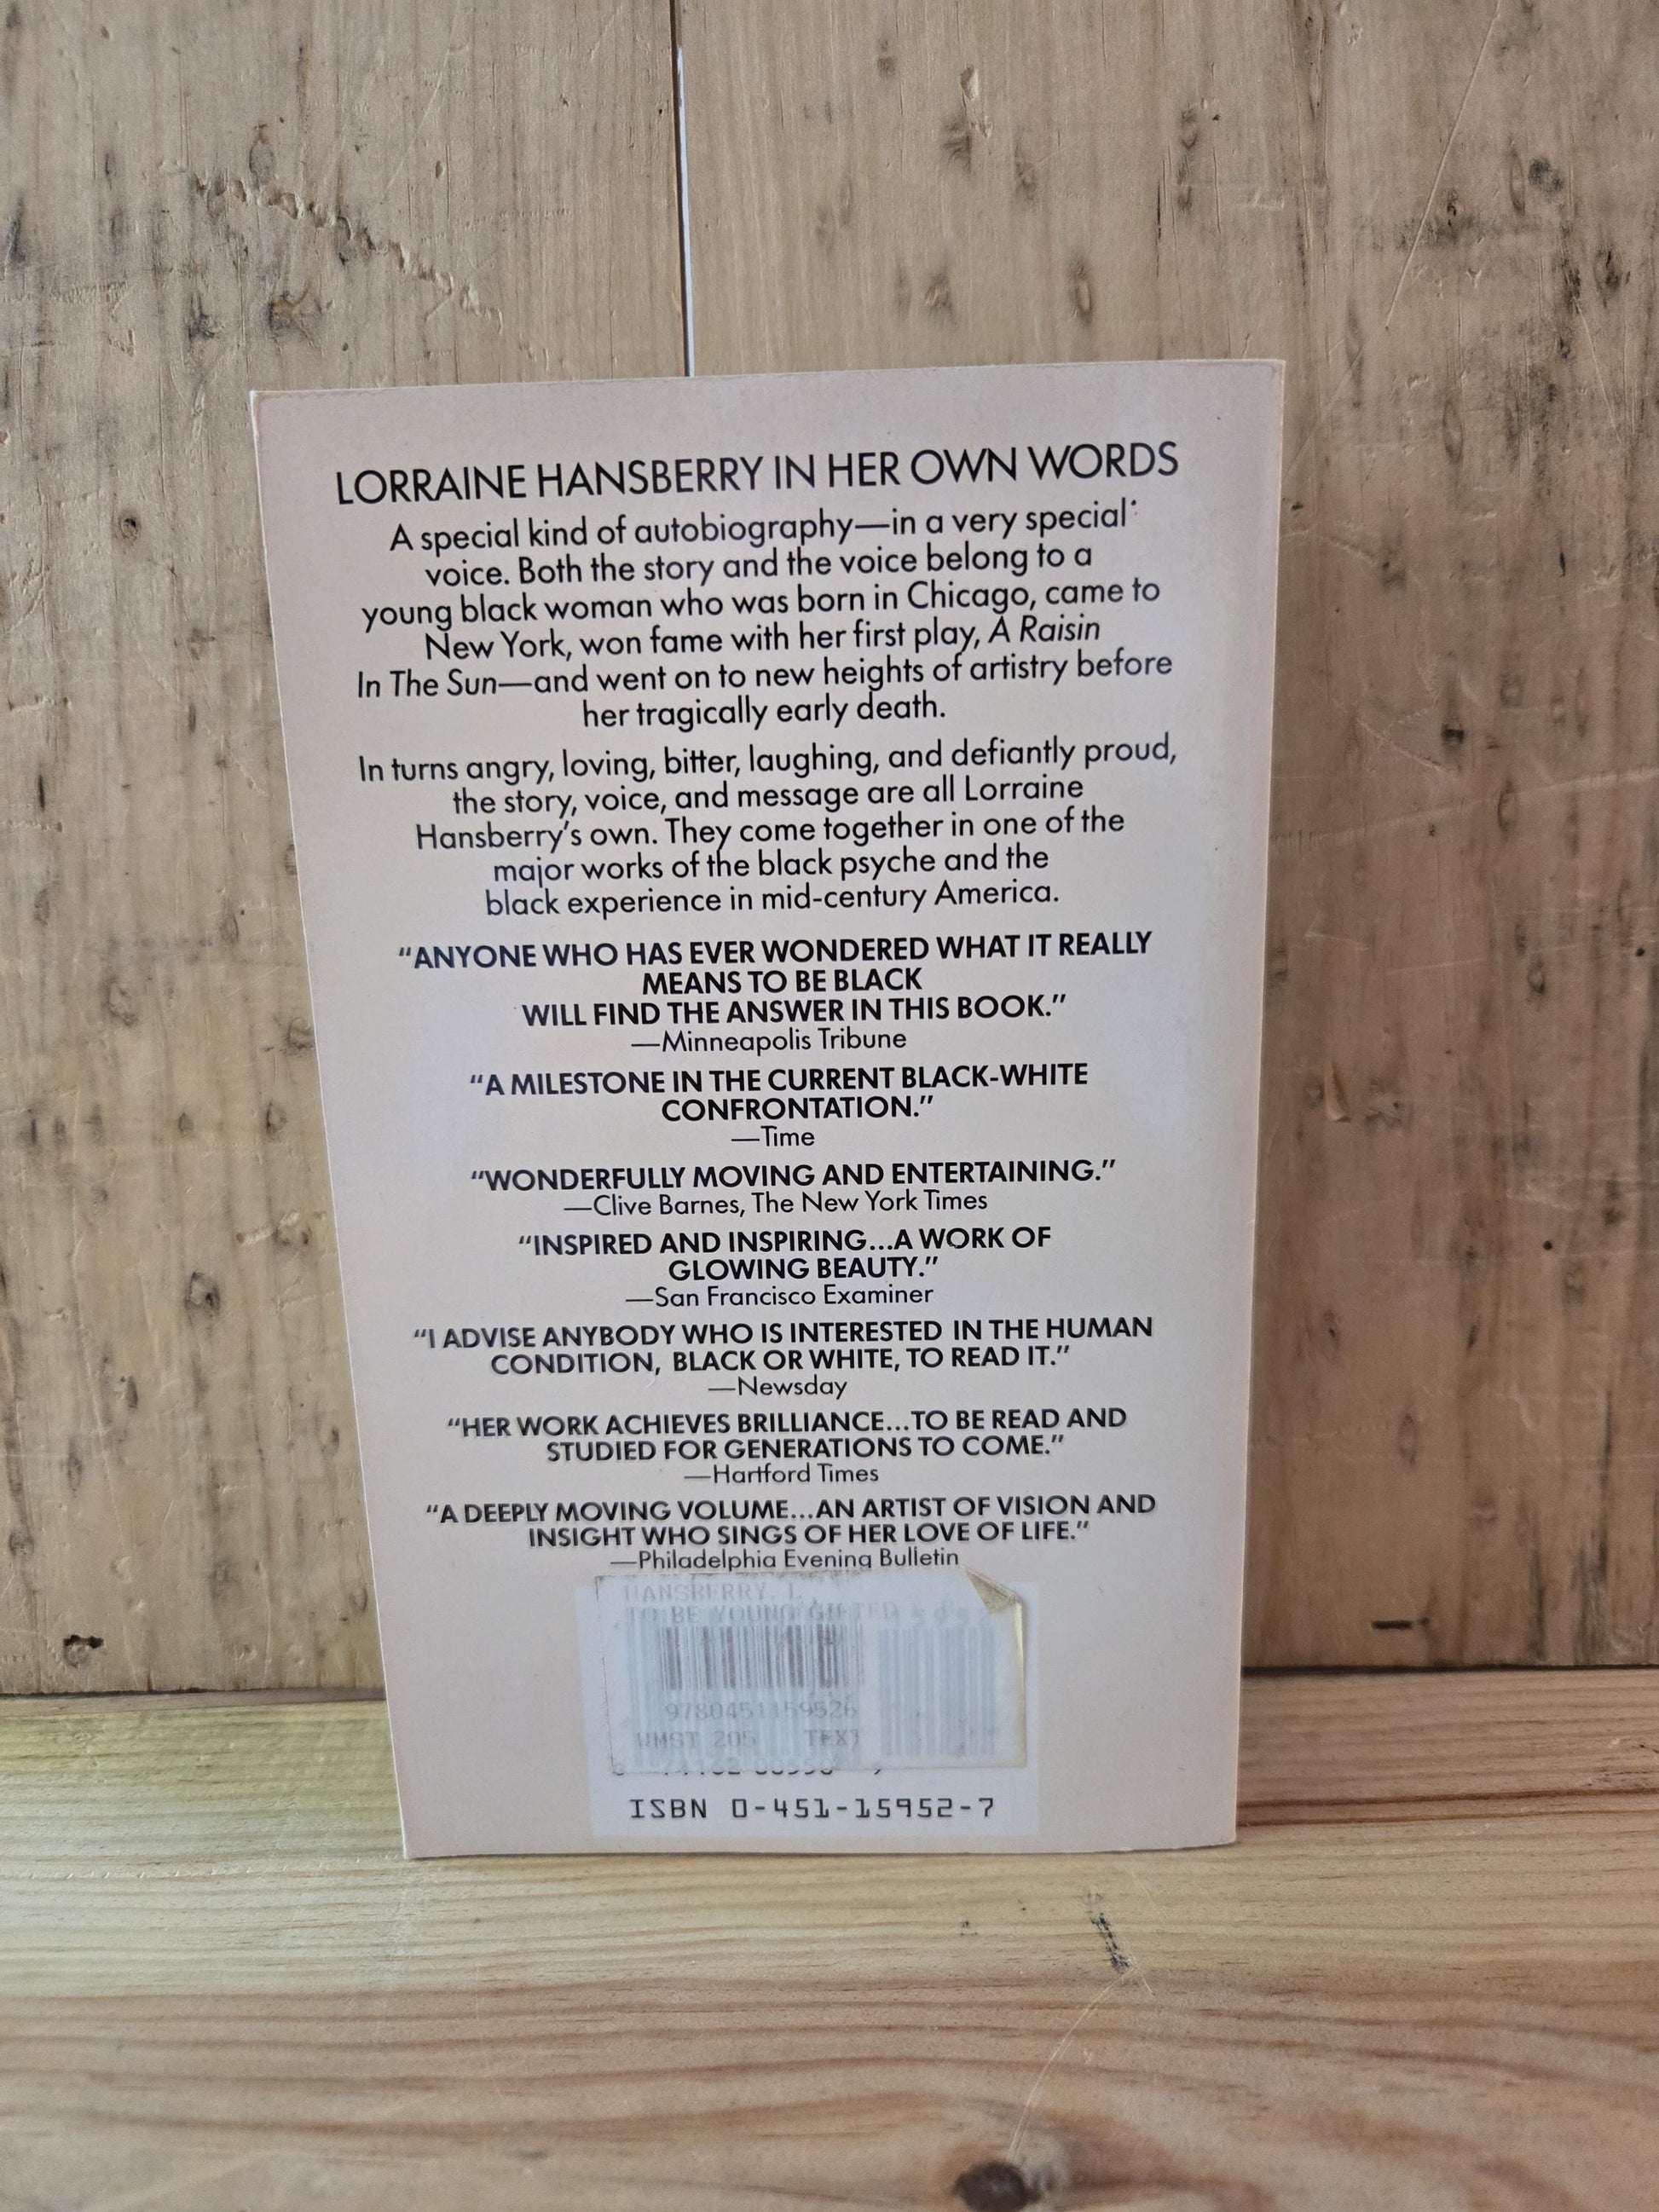 LORRAINE HANSBERRY IN HER OWN WORDS
A special kind of autobiography—in a very special
voice. Both the story and the voice belong to a
young black woman who was born in Chicago, came to
New York, won fame with her first play, A Raisin
In The Sun—and went on to new heights of artistry before
her tragically early death.
In turns angry, loving, bitter, laughing, and defiantly proud,
the story, voice, and message are all Lorraine
Hansberry's own. They come together in one of the
major works of the black psyche and the
black experience in mid-century America.
“ANYONE WHO HAS EVER WONDERED WHAT IT REALLY
MEANS TO BE BLACK
WILL FIND THE ANSWER IN THIS BOOK.”
—Minneapolis Tribune
“A MILESTONE IN THE CURRENT BLACK-WHITE
CONFRONTATION.”
—Time
“WONDERFULLY MOVING AND ENTERTAINING.”
—Clive Barnes, The New York Times
“INSPIRED AND INSPIRING...A WORK OF
GLOWING BEAUTY.”
—San Francisco Examiner
“I ADVISE ANYBODY WHO IS INTERESTED IN THE HUMAN
CONDITION, BLACK OR WHITE, TO READ IT.”
—Newsday
“HER WORK ACHIEVES BRILLIANCE...TO BE READ AND
STUDIED FOR GENERATIONS TO COME.”
—Hartford Times
“A DEEPLY MOVING VOLUME...AN ARTIST OF VISION AND
INSIGHT WHO SINGS OF HER LOVE OF LIFE.”
—Philadelphia Evening Bulletin
HANSBERRY, L
TO BE YOUNG GIFTED
9780451159526
WMST 205 TEXT
ISBN 0-451-15952-7